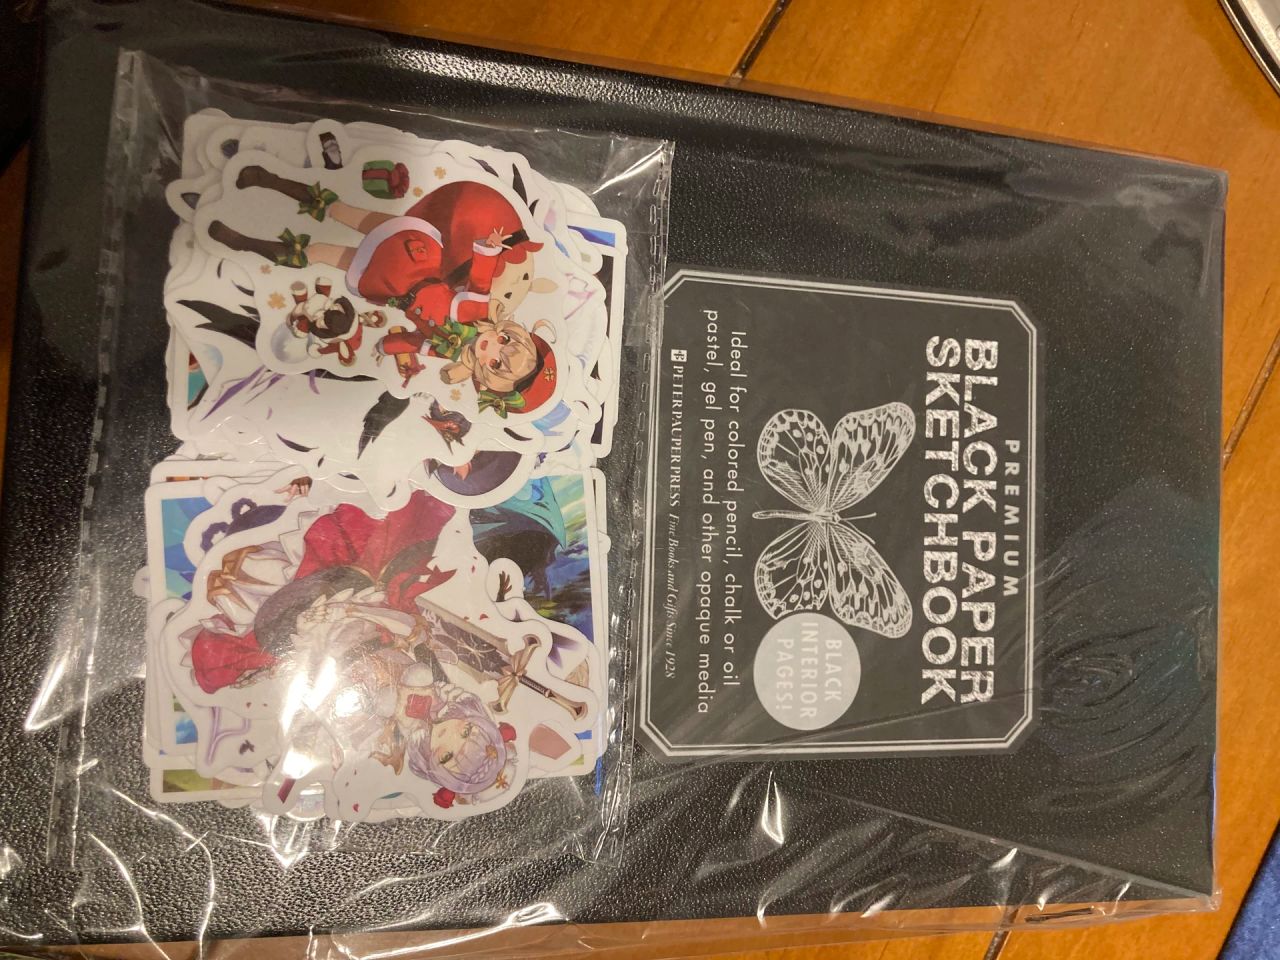 PREMIUM
BLACK PAPER
SKETCHBOOK
BLACK
INTERIOR
PAGES!
Ideal for colored pencil, chalk or oil
pastel, gel pen, and other opaque media
PETER PAUPER PRESS Fine Books and Gifts Since 1928